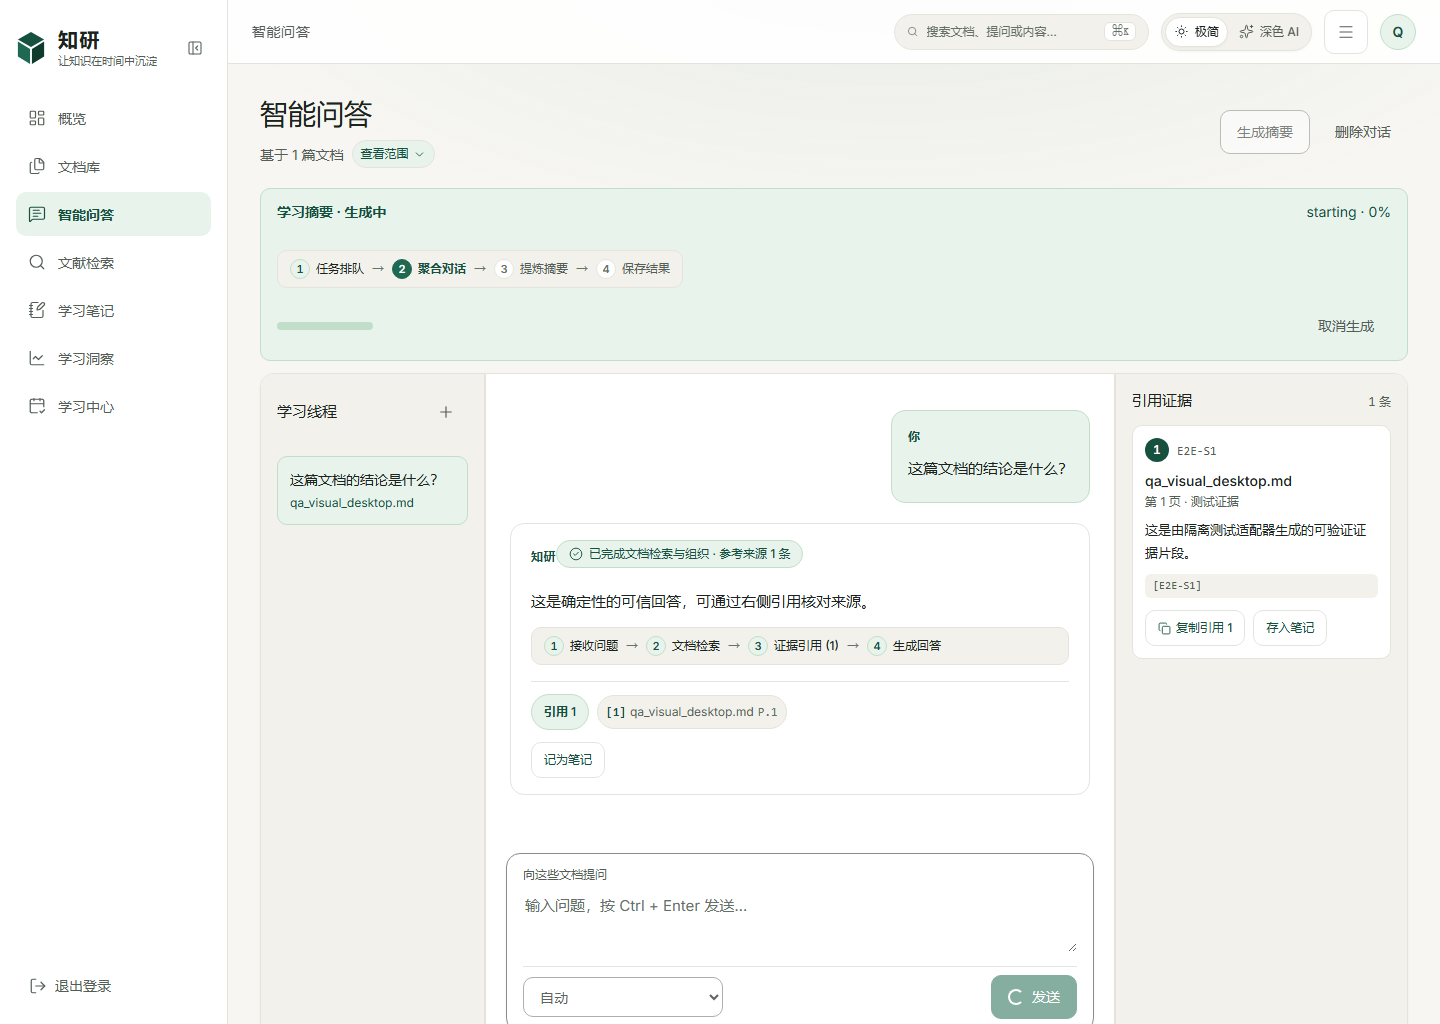 知研
让知识在时间中沉淀
概览
文档库
智能问答
文献检索
学习笔记
学习洞察
学习中心
退出登录
智能问答
搜索文档、提问或内容...
⌘K
极简
深色 AI
Q
智能问答
基于 1 篇文档
查看范围
生成摘要
删除对话
学习摘要 · 生成中
starting · 0%
1 任务排队 → 2 聚合对话 → 3 提炼摘要 → 4 保存结果
取消生成
学习线程
这篇文档的结论是什么?
qa_visual_desktop.md
你
这篇文档的结论是什么?
知研
已完成文档检索与组织 · 参考来源 1 条
这是确定性的可信回答，可通过右侧引用核对来源。
1 接收问题 → 2 文档检索 → 3 证据引用 (1) → 4 生成回答
引用 1
[1] qa_visual_desktop.md P.1
记为笔记
向这些文档提问
输入问题，按 Ctrl + Enter 发送...
自动
发送
引用证据
1 条
1 E2E-S1
qa_visual_desktop.md
第 1 页 · 测试证据
这是由隔离测试适配器生成的可验证证
据片段。
[E2E-S1]
复制引用 1
存入笔记